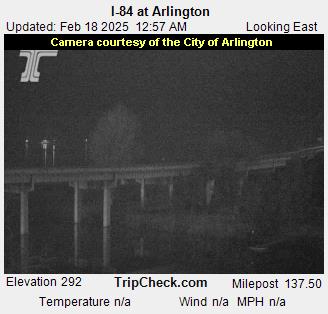 I-84 at Arlington
Updated: Feb 18 2025 12:57 AM Looking East
Camera courtesy of the City of Arlington
Elevation 292 TripCheck.com Milepost 137.50
Temperature n/a Wind n/a MPH n/a